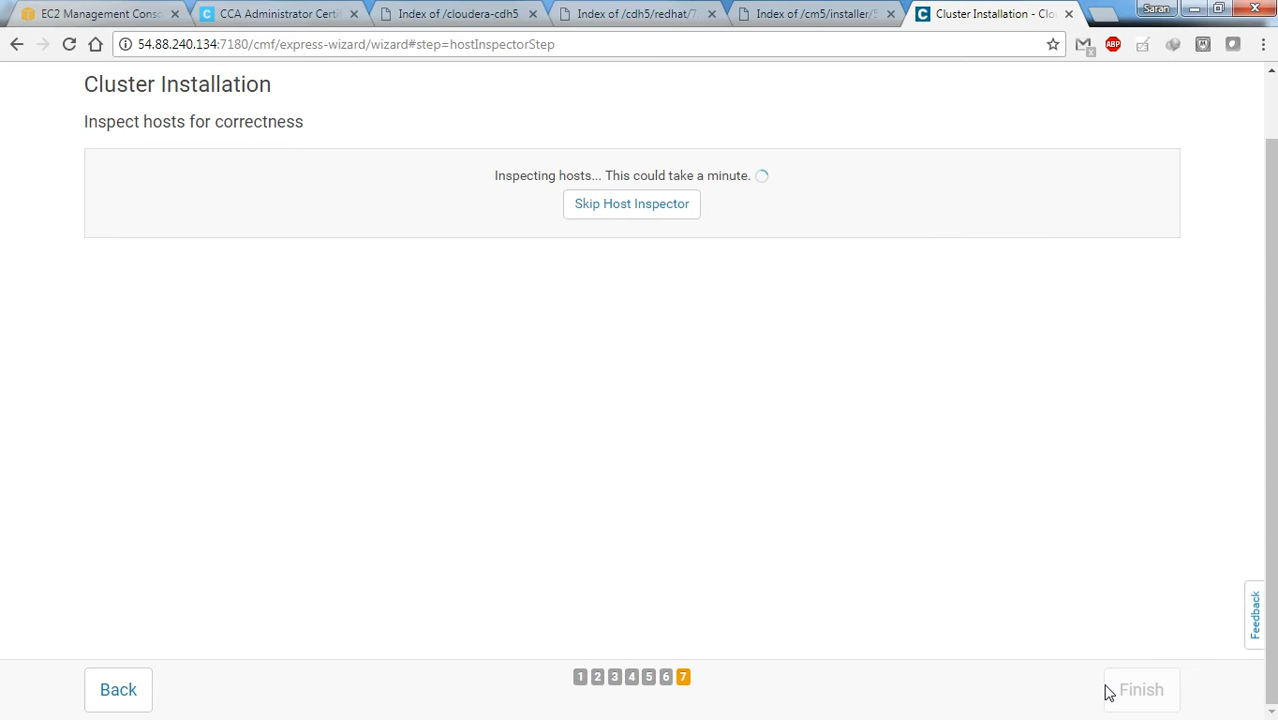 EC2 Management Consc
CCA Administrator Certif
Index of /cloudera-cdh5
Index of /cdh5/redhat/7
Index of /cm5/installer/5
Cluster Installation - Clo
Saran
54.88.240.134:7180/cmf/express-wizard/wizard#step=hostInspectorStep
ABP
Cluster Installation
Inspect hosts for correctness
Inspecting hosts... This could take a minute.
Skip Host Inspector
Feedback
Back
1 2 3 4 5 6 7
Finish